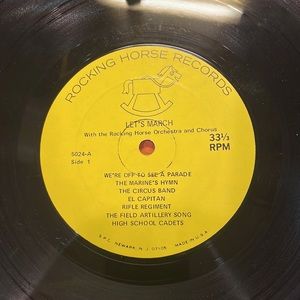 ROCKING HORSE RECORDS
LET'S MARCH
With the Rocking Horse Orchestra and Chorus
5024-A
Side 1
33⅓
RPM
WE'RE OFF TO SEE A PARADE
THE MARINE'S HYMN
THE CIRCUS BAND
EL CAPITAN
RIFLE REGIMENT
THE FIELD ARTILLERY SONG
HIGH SCHOOL CADETS
NEWARK, N. J. MADE IN U.S.A.